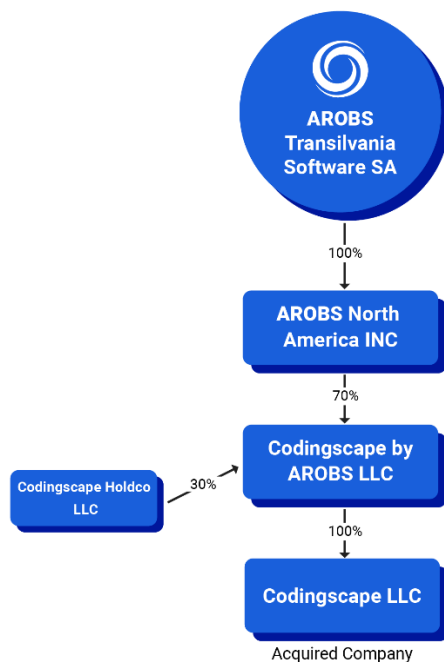 AROBS
Transilvania
Software SA
100%
AROBS North
America INC
70%
Codingscape by
AROBS LLC
Codingscape Holdco
LLC
30%
100%
Codingscape LLC
Acquired Company